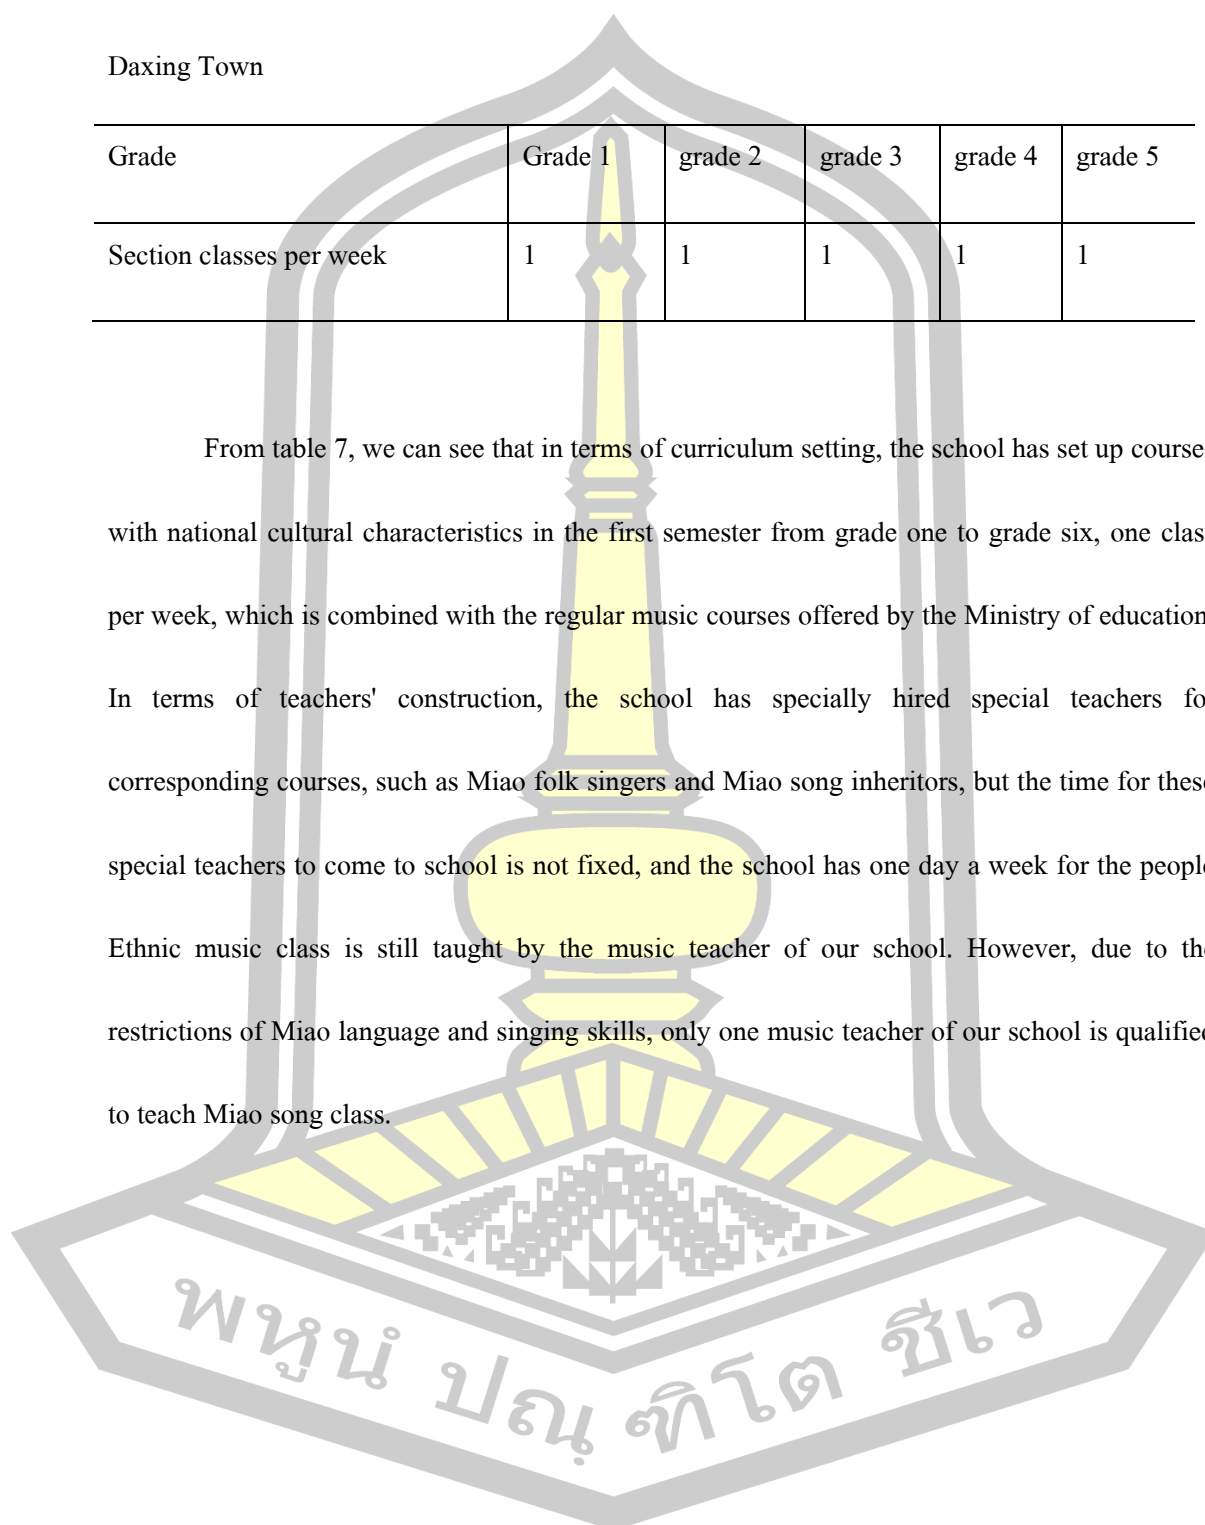 Daxing Town
Grade Grade 1 grade 2 grade 3 grade 4 grade 5
Section classes per week 1 1 1 1 1
From table 7, we can see that in terms of curriculum setting, the school has set up course
with national cultural characteristics in the first semester from grade one to grade six, one clas
per week, which is combined with the regular music courses offered by the Ministry of education
In terms of teachers' construction, the school has specially hired special teachers fo
corresponding courses, such as Miao folk singers and Miao song inheritors, but the time for these
special teachers to come to school is not fixed, and the school has one day a week for the people
Ethnic music class is still taught by the music teacher of our school. However, due to the
restrictions of Miao language and singing skills, only one music teacher of our school is qualified
to teach Miao song class.
พหูนํ ปณฺฑิโต ชีเว